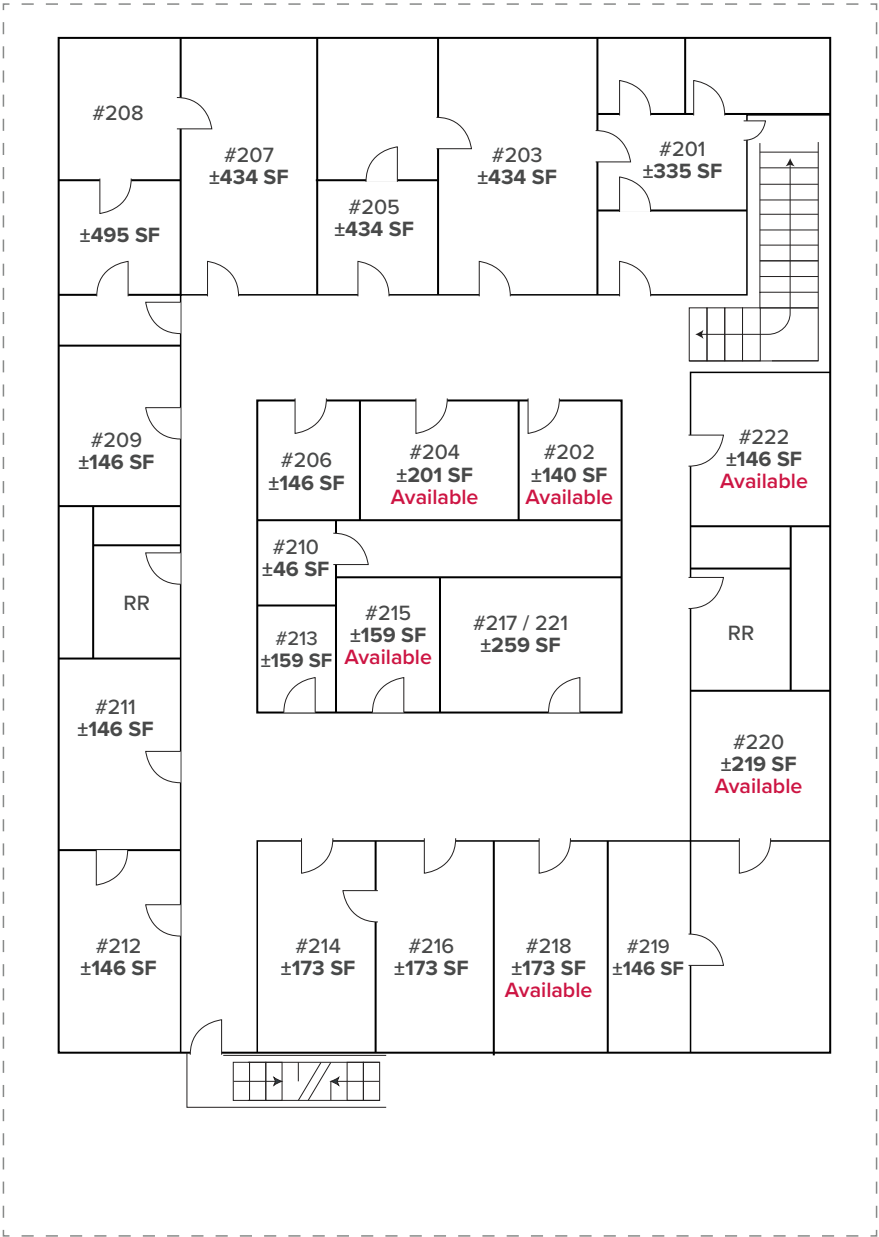 #208
±495 SF
#207
±434 SF
#205
±434 SF
#203
±434 SF
#201
±335 SF
#209
±146 SF
#206
±146 SF
#204
±201 SF
Available
#202
±140 SF
Available
#222
±146 SF
Available
#210
±46 SF
RR
#213
±159 SF
#215
±159 SF
Available
#217 / 221
±259 SF
RR
#211
±146 SF
#220
±219 SF
Available
#212
±146 SF
#214
±173 SF
#216
±173 SF
#218
±173 SF
Available
#219
±146 SF